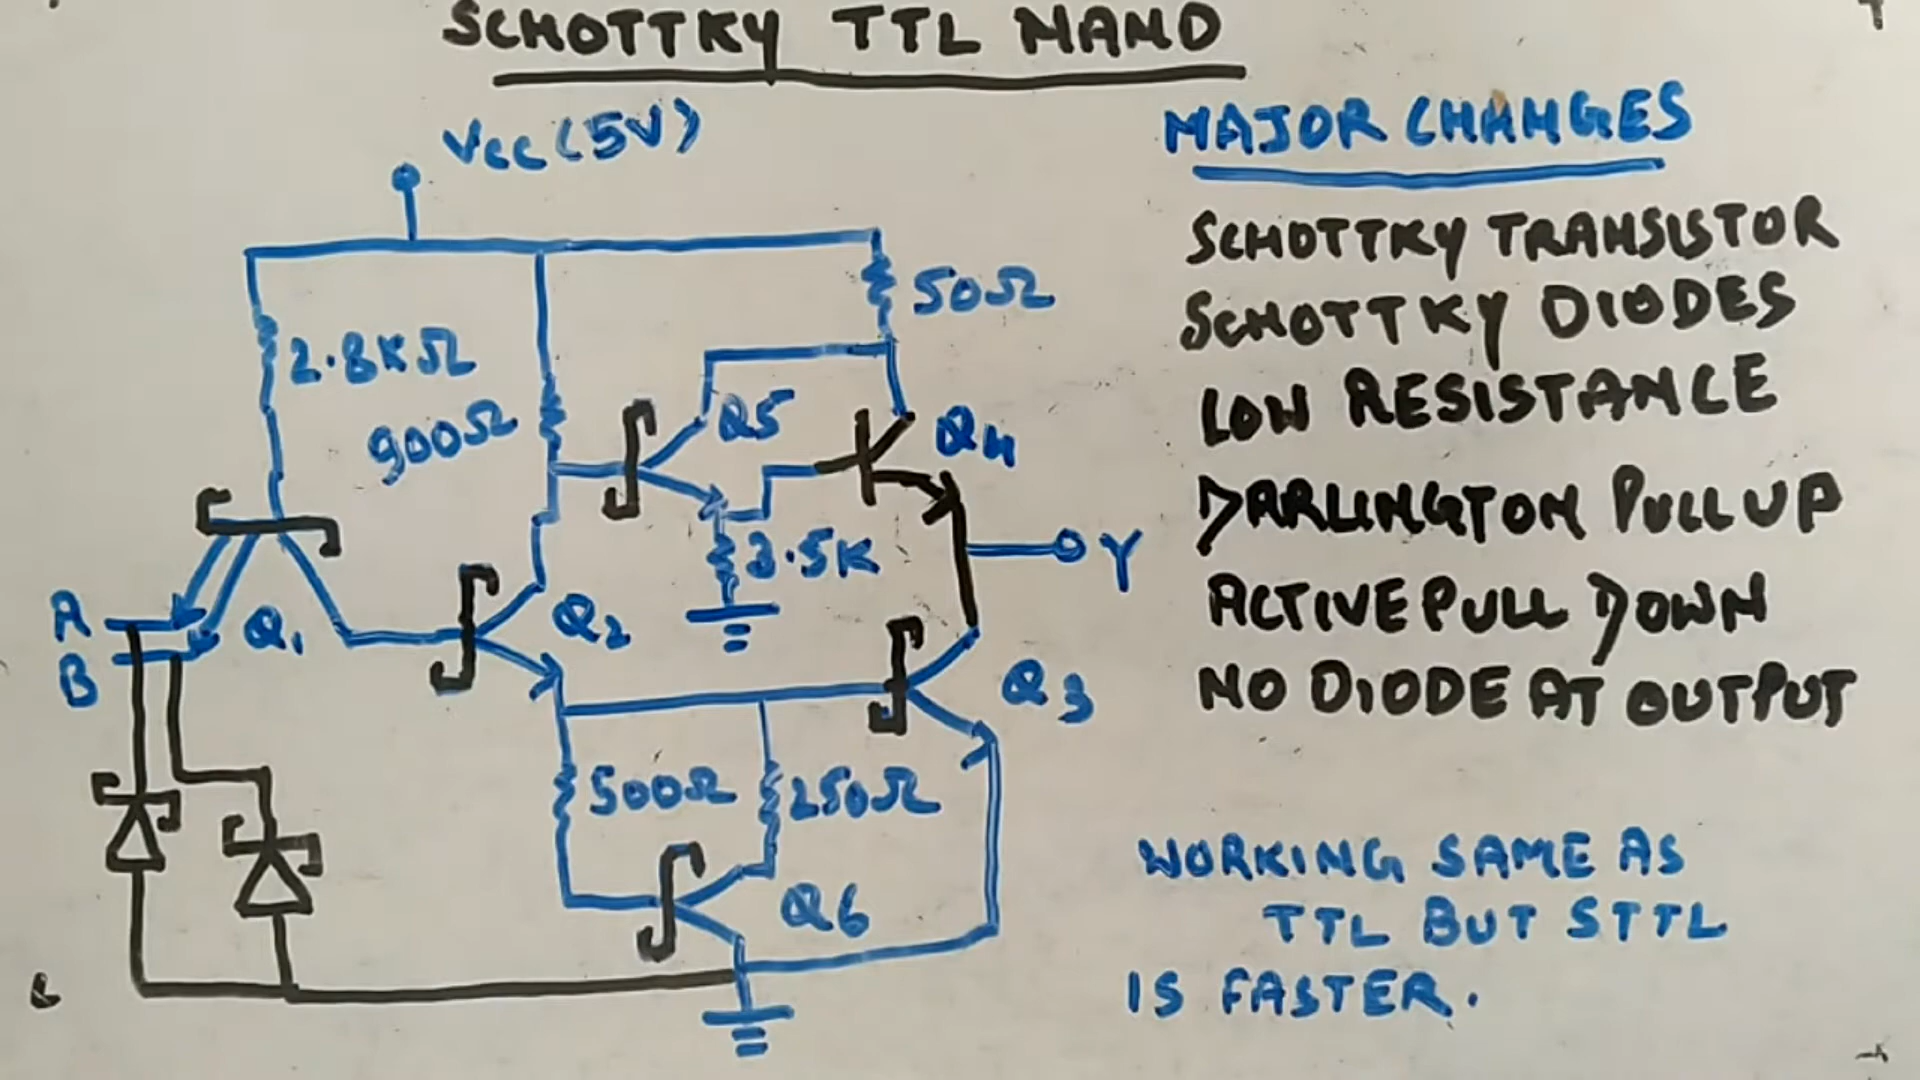 SCHOTTKY TTL NAND
Vcc (5V)
MAJOR CHANGES
SCHOTTKY TRANSISTOR
SCHOTTKY DIODES
LOW RESISTANCE
DARLINGTON PULL UP
ACTIVE PULL DOWN
NO DIODE AT OUTPUT
50Ω
2.8KΩ
900Ω
Q5
Q4
3.5K
Y
A
B
Q1
Q2
Q3
500Ω
250Ω
Q6
WORKING SAME AS
TTL BUT STTL
IS FASTER.